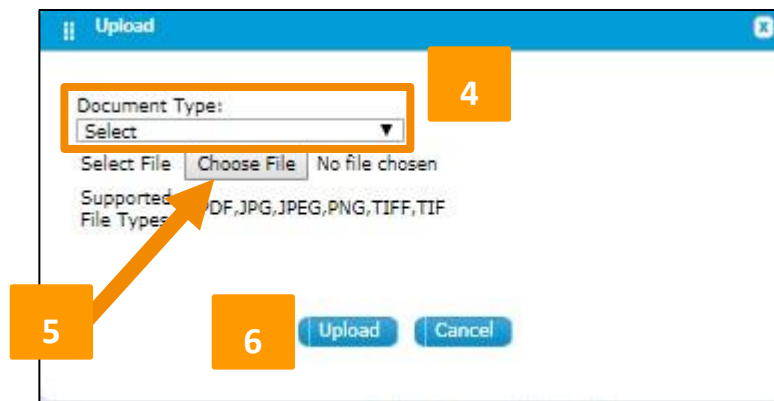 Upload
4
Document Type:
Select
Select File Choose File No file chosen
Supported
File Types PDF,JPG,JPEG,PNG,TIFF,TIF
5
6 Upload Cancel